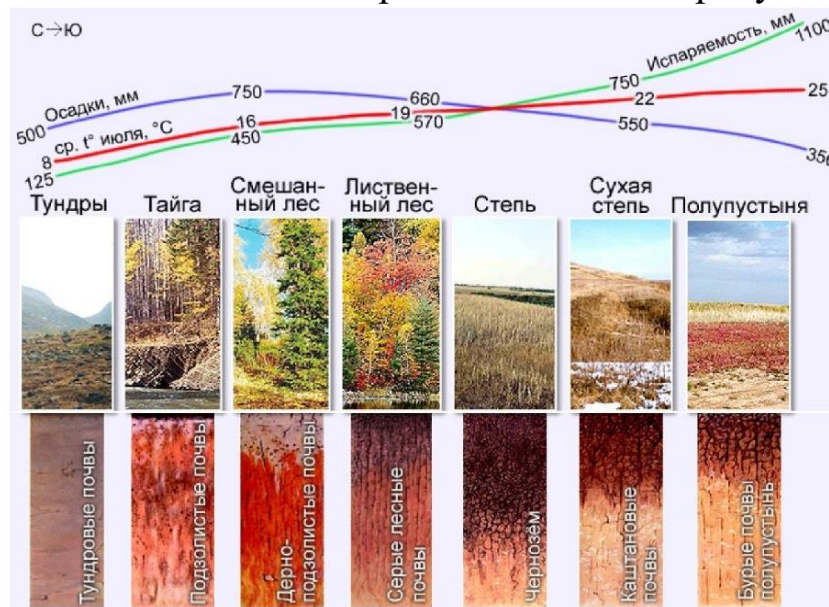 С→Ю
Испаряемость, мм
1100
Осадки, мм
750
660
750
500
ср. t° июля, °С
16
19
22
25
8
450
570
550
125
356
Тундры
Тайга
Смешан-
ный лес
Листвен-
ный лес
Степь
Сухая
степь
Полупустыня
Тундровые почвы
Подзолистые почвы
Дерно-
подзолистые почвы
Серые лесные
почвы
Чернозём
Каштановые
почвы
Бурые почвы
полупустынь